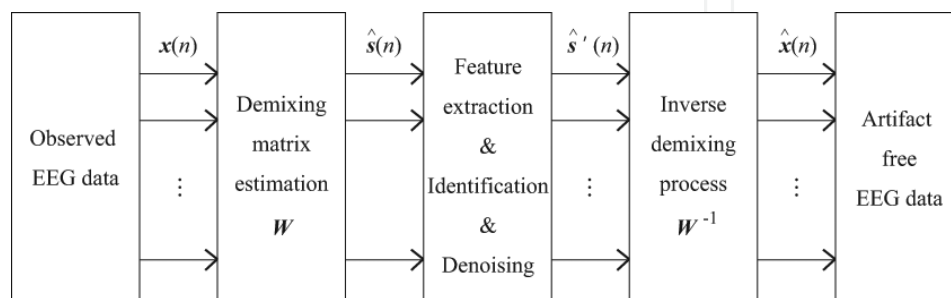 x(n)
ŝ(n)
ŝ ′ (n)
x̂(n)
Observed
EEG data
⋮
Demixing
matrix
estimation
W
Feature
extraction
&
Identification
&
Denoising
⋮
Inverse
demixing
process
W⁻¹
⋮
Artifact
free
EEG data